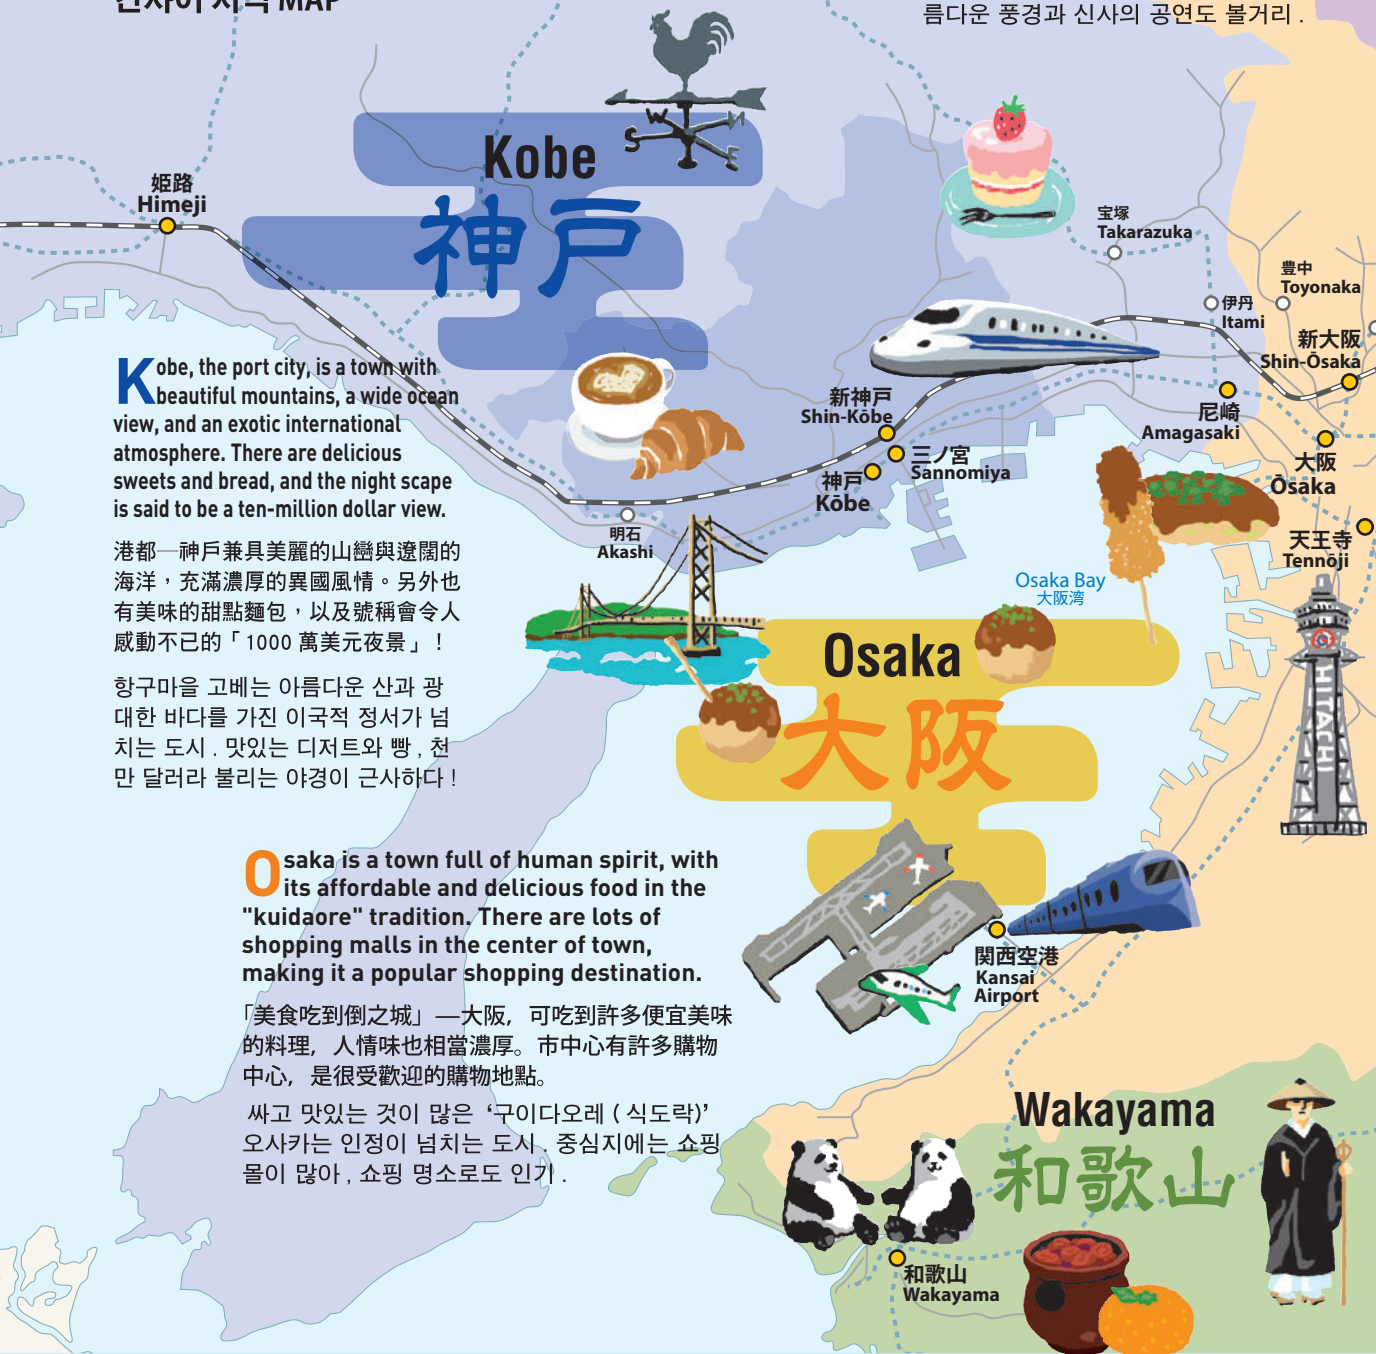 간사이 지역 MAP
름다운 풍경과 신사의 공연도 볼거리 .
W
N
S
E
Kobe
神戸
姫路
Himeji
宝塚
Takarazuka
豊中
Toyonaka
伊丹
Itami
新大阪
Shin-Ōsaka
新神戸
Shin-Kōbe
尼崎
Amagasaki
三ノ宮
Sannomiya
神戸
Kōbe
大阪
Ōsaka
明石
Akashi
天王寺
Tennōji
Osaka Bay
大阪湾
Kobe, the port city, is a town with
beautiful mountains, a wide ocean
view, and an exotic international
atmosphere. There are delicious
sweets and bread, and the night scape
is said to be a ten-million dollar view.
港都─神戶兼具美麗的山巒與遼闊的
海洋，充滿濃厚的異國風情。另外也
有美味的甜點麵包，以及號稱會令人
感動不已的「1000 萬美元夜景」！
항구마을 고베는 아름다운 산과 광
대한 바다를 가진 이국적 정서가 넘
치는 도시 . 맛있는 디저트와 빵 , 천
만 달러라 불리는 야경이 근사하다 !
Osaka
大阪
HITACHI
Osaka is a town full of human spirit, with
its affordable and delicious food in the
"kuidaore" tradition. There are lots of
shopping malls in the center of town,
making it a popular shopping destination.
「美食吃到倒之城」—大阪，可吃到許多便宜美味
的料理，人情味也相當濃厚。市中心有許多購物
中心，是很受歡迎的購物地點。
싸고 맛있는 것이 많은 ‘구이다오레 ( 식도락)’
오사카는 인정이 넘치는 도시 . 중심지에는 쇼핑
몰이 많아 , 쇼핑 명소로도 인기 .
関西空港
Kansai
Airport
Wakayama
和歌山
和歌山
Wakayama